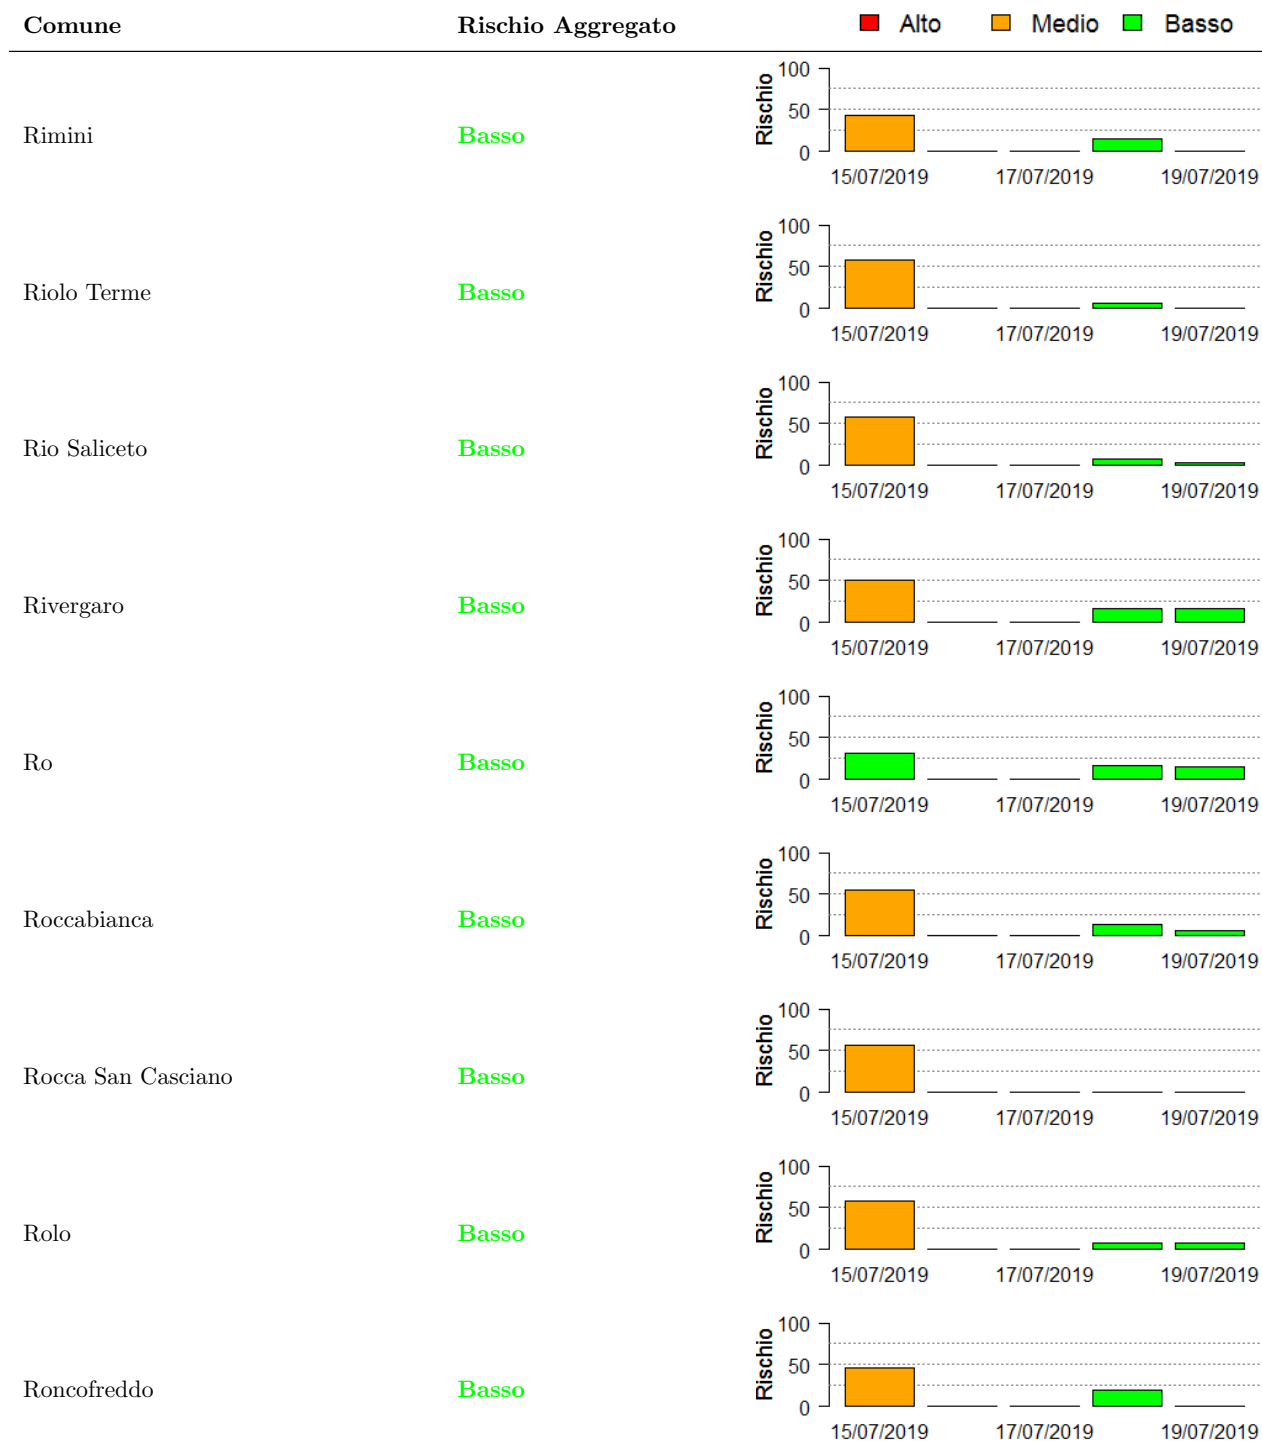 Comune Rischio Aggregato Alto Medio Basso
Rimini Basso Rischio 100 50 0
15/07/2019 17/07/2019 19/07/2019
Riolo Terme Basso Rischio 100 50 0
15/07/2019 17/07/2019 19/07/2019
Rio Saliceto Basso Rischio 100 50 0
15/07/2019 17/07/2019 19/07/2019
Rivergaro Basso Rischio 100 50 0
15/07/2019 17/07/2019 19/07/2019
Ro Basso Rischio 100 50 0
15/07/2019 17/07/2019 19/07/2019
Roccabianca Basso Rischio 100 50 0
15/07/2019 17/07/2019 19/07/2019
Rocca San Casciano Basso Rischio 100 50 0
15/07/2019 17/07/2019 19/07/2019
Rolo Basso Rischio 100 50 0
15/07/2019 17/07/2019 19/07/2019
Roncofreddo Basso Rischio 100 50 0
15/07/2019 17/07/2019 19/07/2019